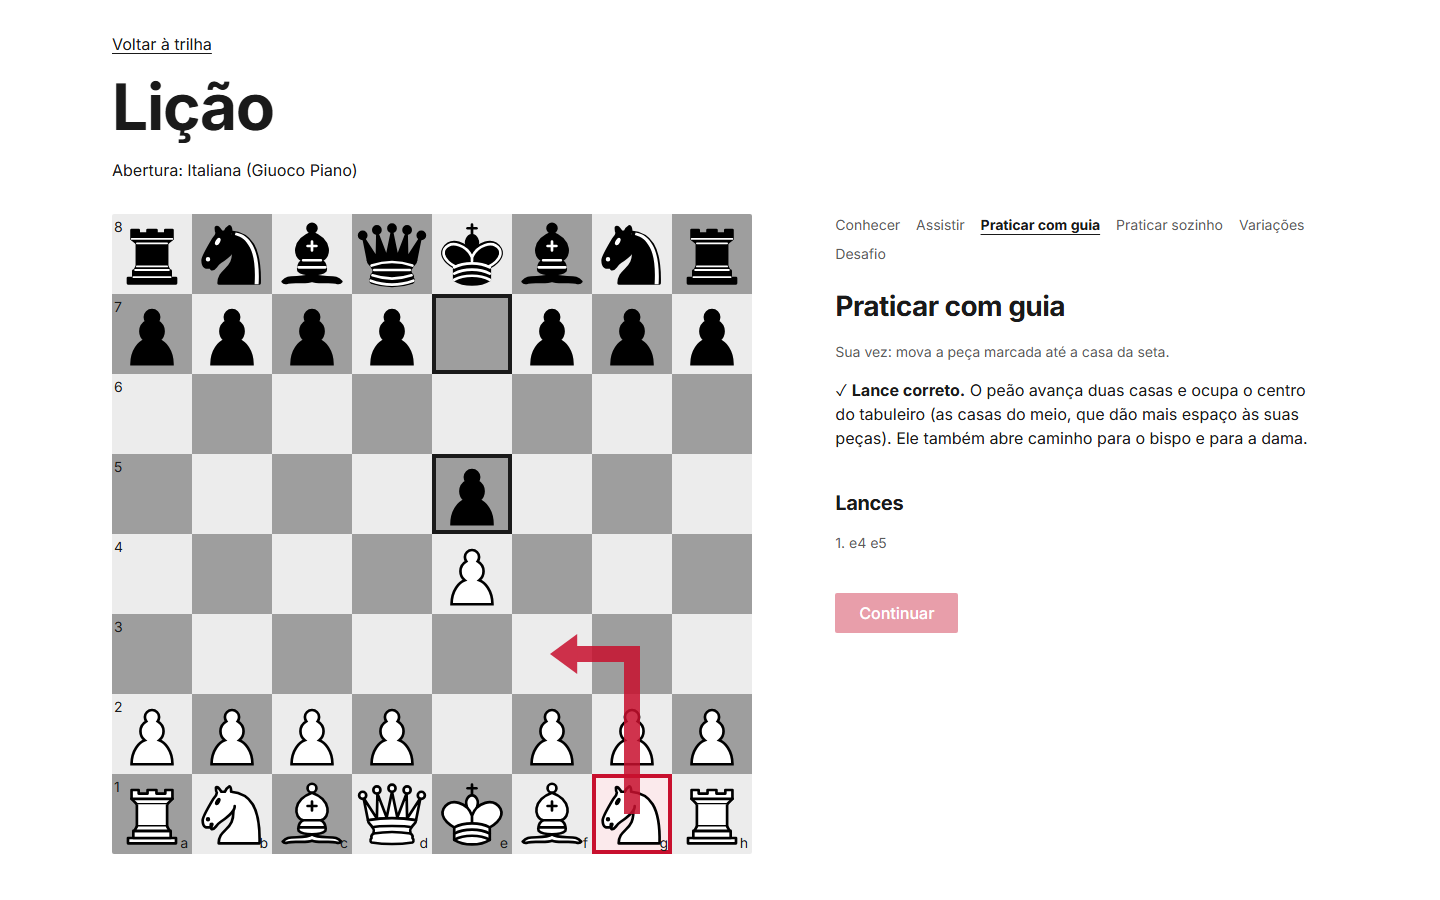 Voltar à trilha
Lição
Abertura: Italiana (Giuoco Piano)
8
7
6
5
4
3
2
1
a b c d e f g h
Conhecer Assistir Praticar com guia Praticar sozinho Variações
Desafio
Praticar com guia
Sua vez: mova a peça marcada até a casa da seta.
✓ Lance correto. O peão avança duas casas e ocupa o centro
do tabuleiro (as casas do meio, que dão mais espaço às suas
peças). Ele também abre caminho para o bispo e para a dama.
Lances
1. e4 e5
Continuar